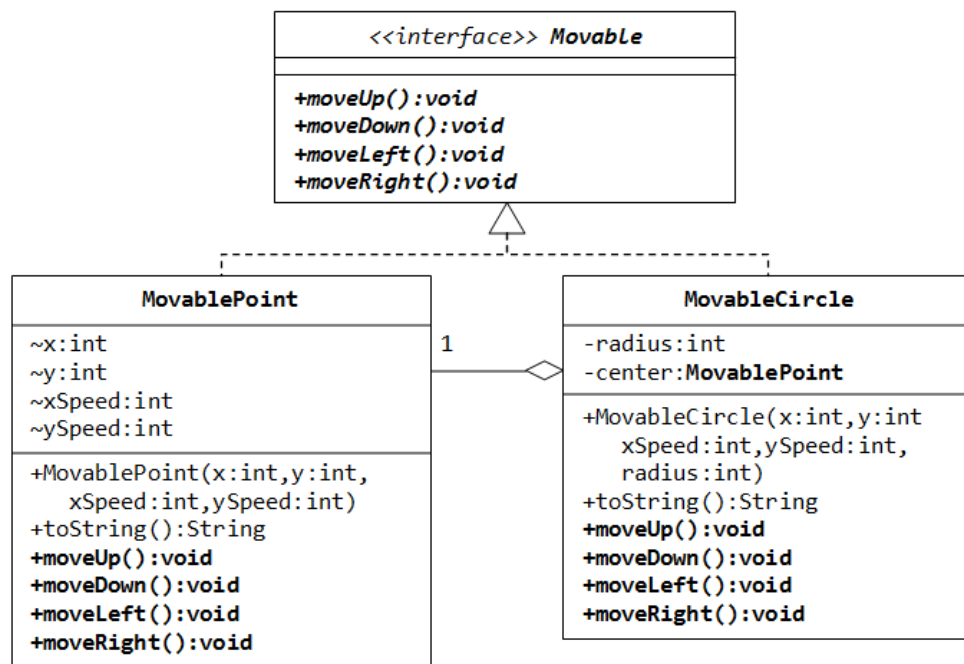 <<interface>> Movable
+moveUp():void
+moveDown():void
+moveLeft():void
+moveRight():void
MovablePoint
~x:int
~y:int
~xSpeed:int
~ySpeed:int
+MovablePoint(x:int,y:int,
xSpeed:int,ySpeed:int)
+toString():String
+moveUp():void
+moveDown():void
+moveLeft():void
+moveRight():void
1
MovableCircle
-radius:int
-center:MovablePoint
+MovableCircle(x:int,y:int
xSpeed:int,ySpeed:int,
radius:int)
+toString():String
+moveUp():void
+moveDown():void
+moveLeft():void
+moveRight():void